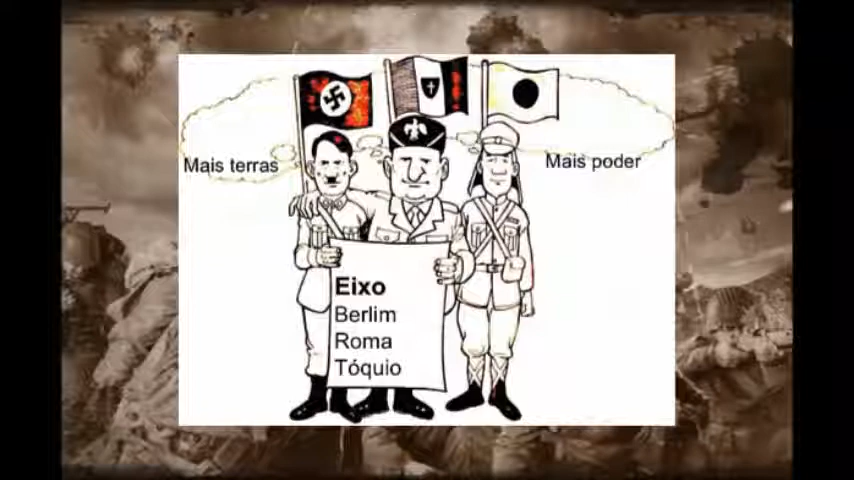 Mais terras
Mais poder
Eixo
Berlim
Roma
Tóquio